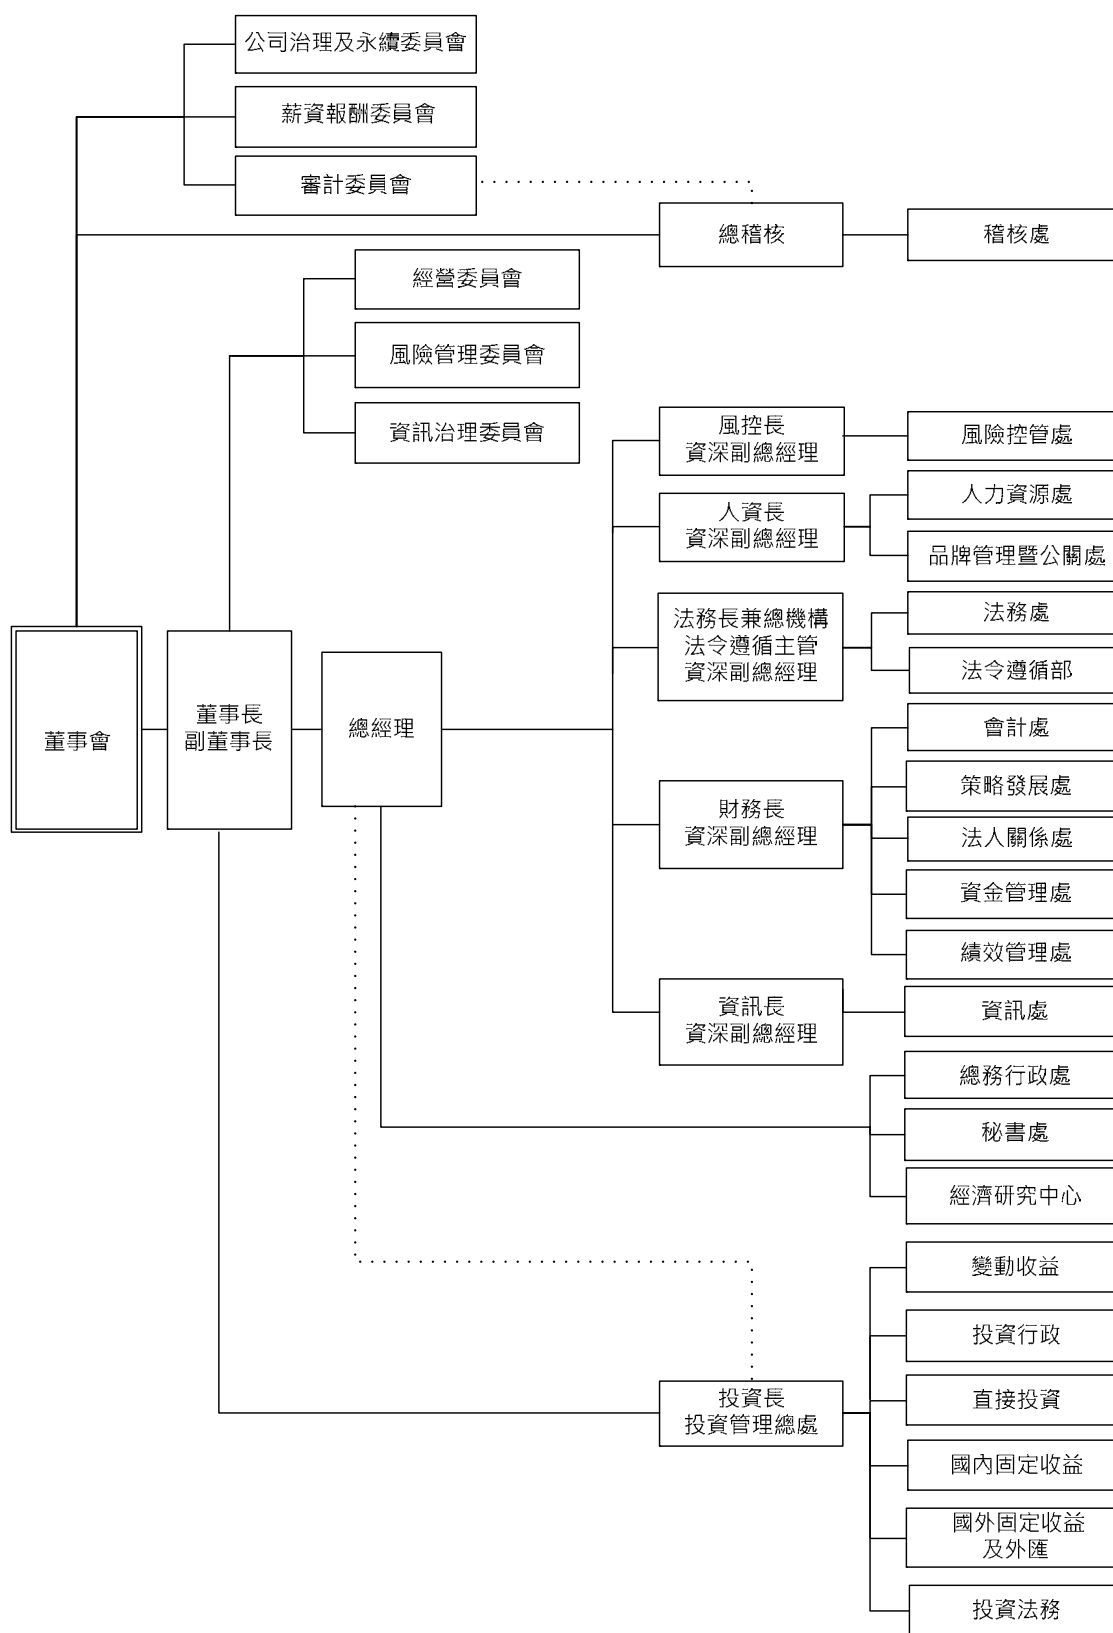 公司治理及永續委員會
薪資報酬委員會
審計委員會
總稽核
稽核處
經營委員會
風險管理委員會
資訊治理委員會
風控長
資深副總經理
風險控管處
人資長
資深副總經理
人力資源處
品牌管理暨公關處
法務長兼總機構
法令遵循主管
資深副總經理
法務處
法令遵循部
董事會
董事長
副董事長
總經理
財務長
資深副總經理
會計處
策略發展處
法人關係處
資金管理處
績效管理處
資訊長
資深副總經理
資訊處
總務行政處
秘書處
經濟研究中心
投資長
投資管理總處
變動收益
投資行政
直接投資
國內固定收益
國外固定收益
及外匯
投資法務